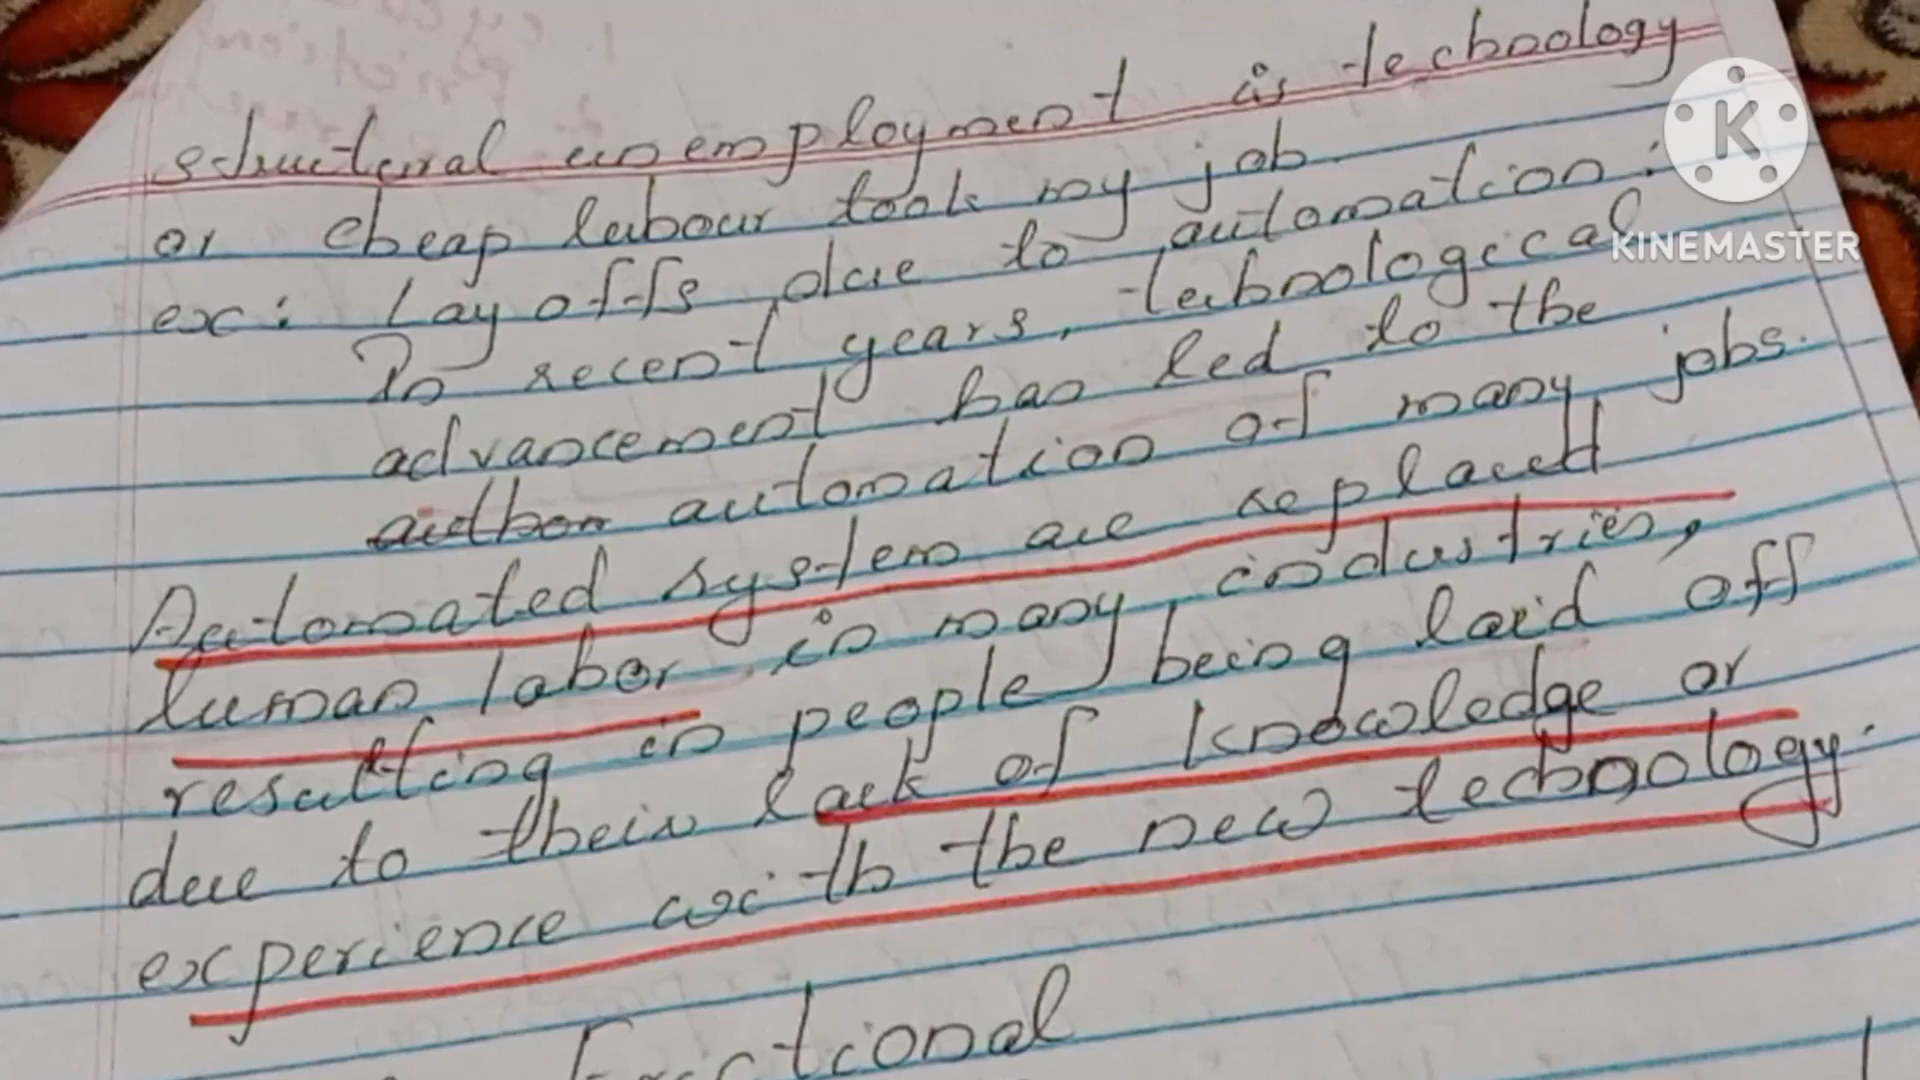 structural unemployment is technology
or cheap labour took my job.
ex: Lay offs due to automation:
In recent years, technological
advancement has led to the
automation of many jobs.
Automated system are replaced
human labor in many industries,
resulting in people being laid off
due to their lack of knowledge or
experience with the new technology.
Frictional
K
KINEMASTER